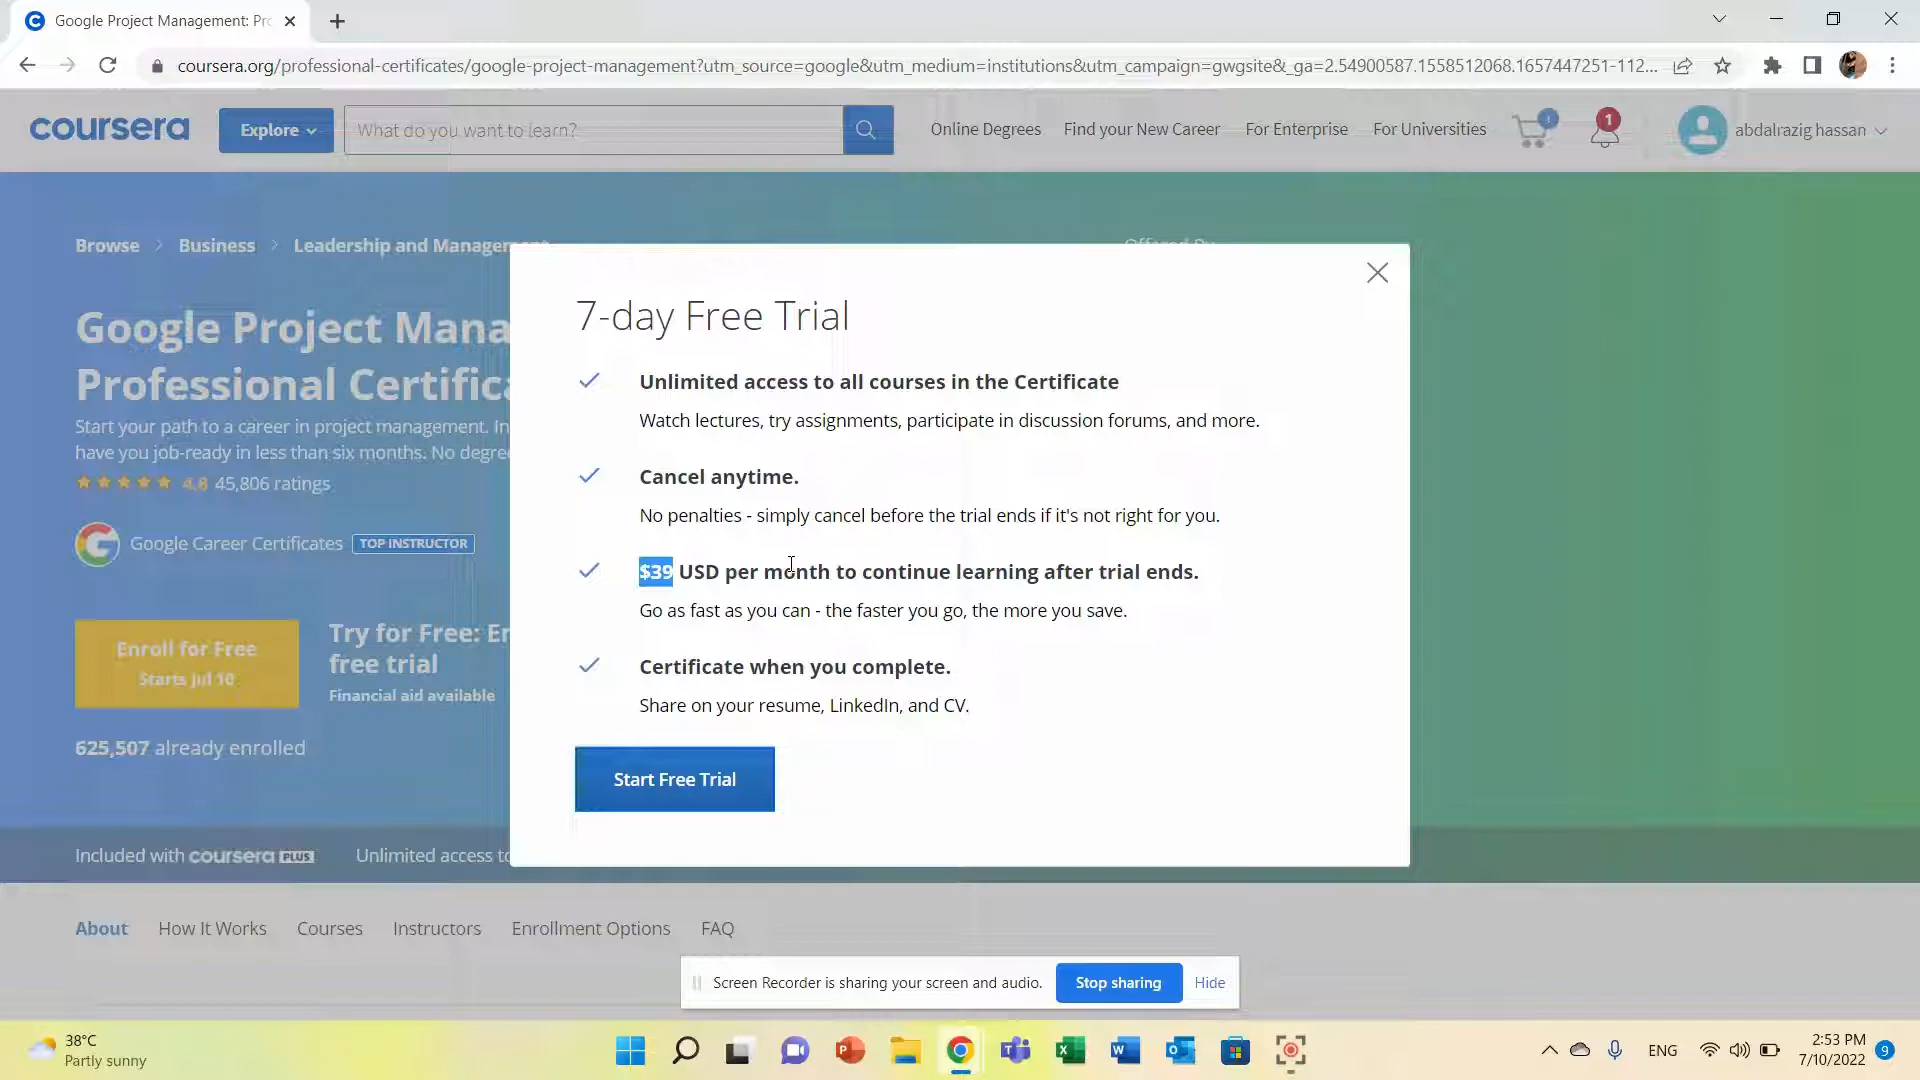 Google Project Management: Pro
coursera.org/professional-certificates/google-project-management?utm_source=google&utm_medium=institutions&utm_campaign=gwgsite&_ga=2.54900587.1558512068.1657447251-112...
coursera
Explore
What do you want to learn?
Online Degrees
Find your New Career
For Enterprise
For Universities
1
1
abdalrazig hassan
Browse > Business > Leadership and Management
Offered By
Google Project Mana
Professional Certifica
Start your path to a career in project management. In
have you job-ready in less than six months. No degre
4.8 45,806 ratings
Google Career Certificates TOP INSTRUCTOR
Enroll for Free
Starts Jul 10
Try for Free: En
free trial
Financial aid available
625,507 already enrolled
Included with coursera PLUS
Unlimited access to
7-day Free Trial
Unlimited access to all courses in the Certificate
Watch lectures, try assignments, participate in discussion forums, and more.
Cancel anytime.
No penalties - simply cancel before the trial ends if it's not right for you.
$39 USD per month to continue learning after trial ends.
Go as fast as you can - the faster you go, the more you save.
Certificate when you complete.
Share on your resume, LinkedIn, and CV.
Start Free Trial
About
How It Works
Courses
Instructors
Enrollment Options
FAQ
Screen Recorder is sharing your screen and audio.
Stop sharing
Hide
38°C
Partly sunny
ENG
2:53 PM
7/10/2022
9